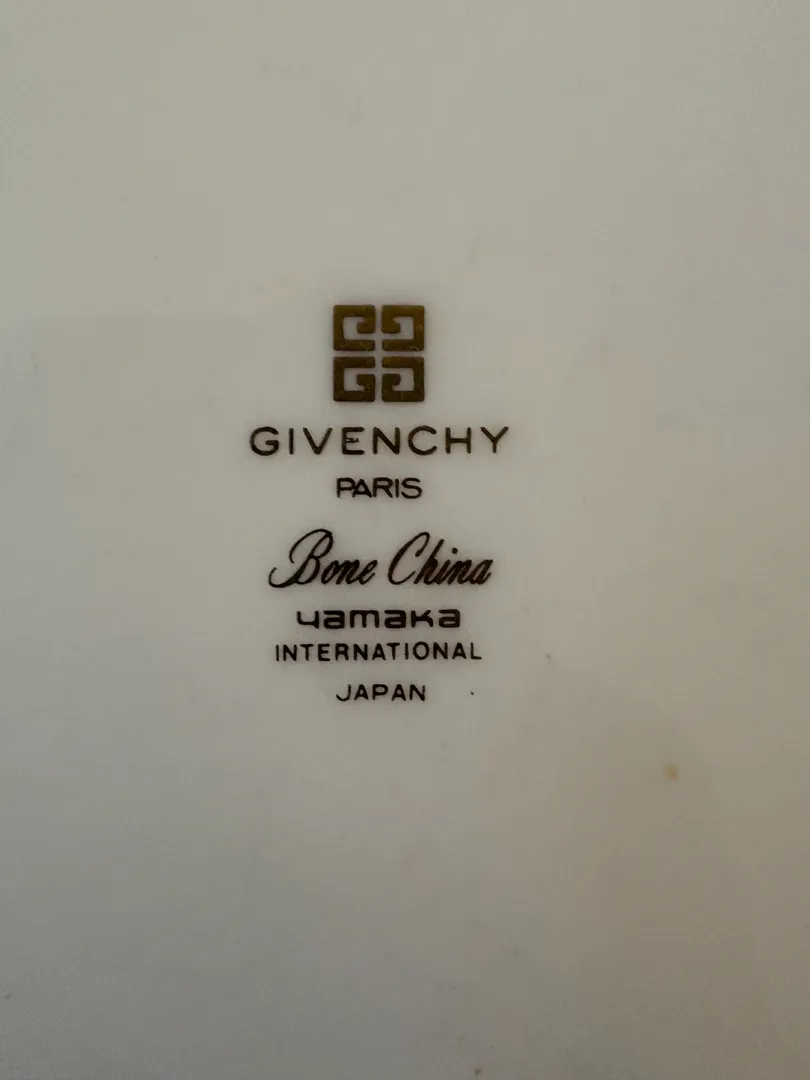 GIVENCHY
PARIS
Bone China
yamaka
INTERNATIONAL
JAPAN